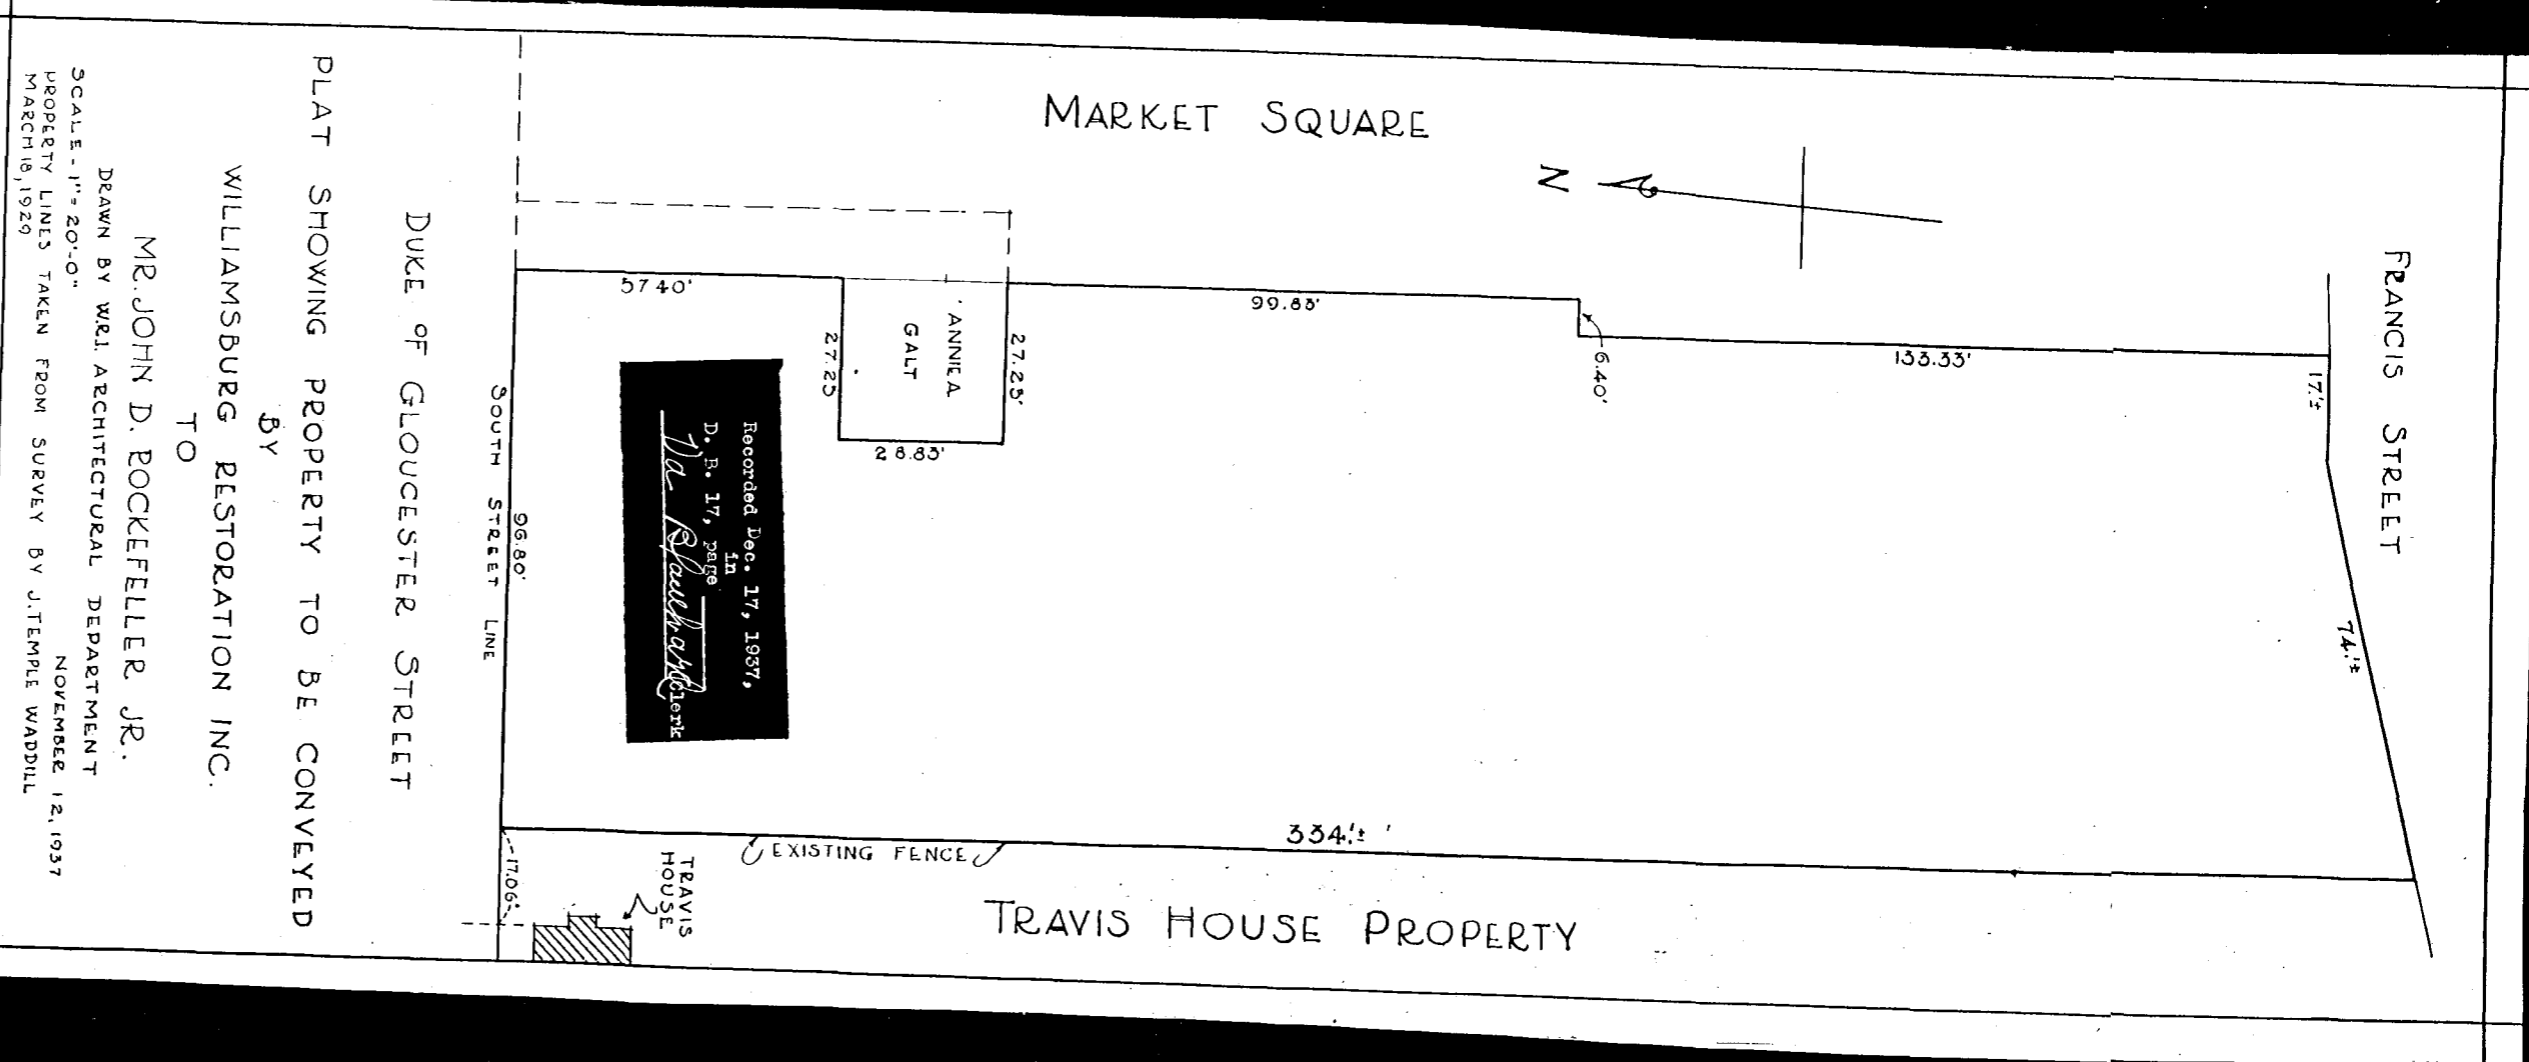 MARKET SQUARE
N
FRANCIS STREET
57 40'
99.83'
6.40'
133.33'
17.'±
74.'±
27.25
ANNIE A
GALT
27.25'
28.83'
Recorded Dec. 17, 1937,
in
D. B. 17, page
Clerk
SOUTH STREET LINE
96.80'
334.'± '
EXISTING FENCE
17.06'
TRAVIS
HOUSE
TRAVIS HOUSE PROPERTY
DUKE OF GLOUCESTER STREET
PLAT SHOWING PROPERTY TO BE CONVEYED
BY
WILLIAMSBURG RESTORATION INC.
TO
MR. JOHN D. ROCKEFELLER JR.
DRAWN BY W.R.I. ARCHITECTURAL DEPARTMENT
SCALE - 1" = 20'-0"
NOVEMBER 12, 1937
PROPERTY LINES TAKEN FROM SURVEY BY J. TEMPLE WADDILL
MARCH 18, 1929